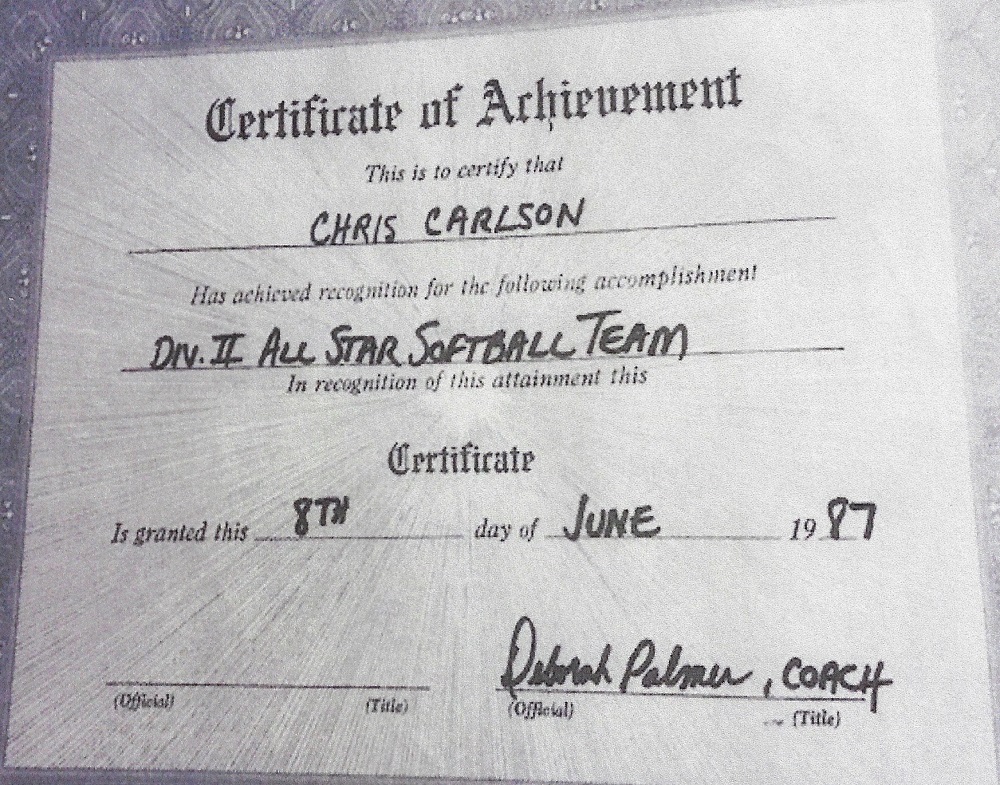 Certificate of Achievement
This is to certify that
CHRIS CARLSON
Has achieved recognition for the following accomplishment
DIV. II ALL STAR SOFTBALL TEAM
In recognition of this attainment this
Certificate
Is granted this 8TH day of JUNE 1987
Deborah Palmer, COACH
(Official) (Title) (Official) (Title)